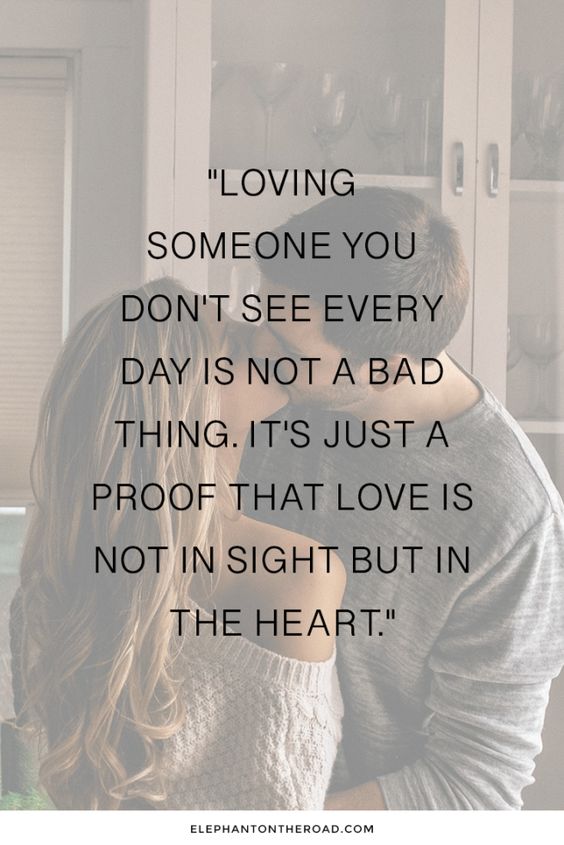 "LOVING
SOMEONE YOU
DON'T SEE EVERY
DAY IS NOT A BAD
THING. IT'S JUST A
PROOF THAT LOVE IS
NOT IN SIGHT BUT IN
THE HEART."
ELEPHANTONTHEROAD.COM